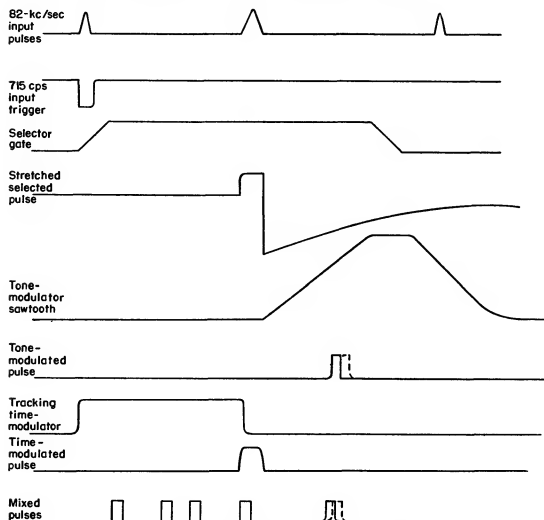 82-kc/sec
input
pulses
715 cps
input
trigger
Selector
gate
Stretched
selected
pulse
Tone-
modulator
sawtooth
Tone-
modulated
pulse
Tracking
time-
modulator
Time-
modulated
pulse
Mixed
pulses